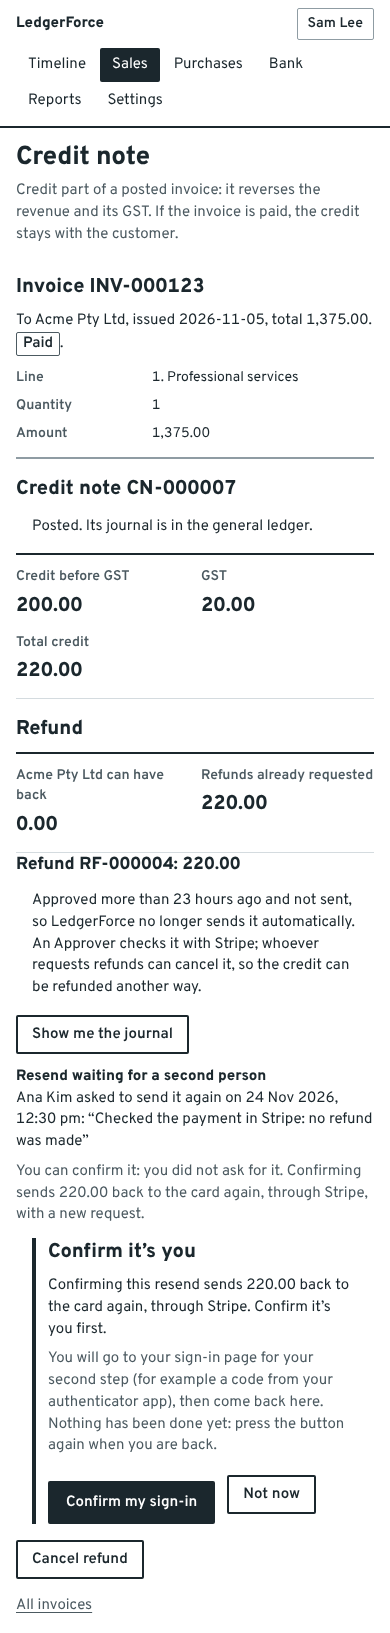 LedgerForce
Sam Lee
Timeline Sales Purchases Bank
Reports Settings
Credit note
Credit part of a posted invoice: it reverses the
revenue and its GST. If the invoice is paid, the credit
stays with the customer.
Invoice INV-000123
To Acme Pty Ltd, issued 2026-11-05, total 1,375.00.
Paid.
Line 1. Professional services
Quantity 1
Amount 1,375.00
Credit note CN-000007
Posted. Its journal is in the general ledger.
Credit before GST GST
200.00 20.00
Total credit
220.00
Refund
Acme Pty Ltd can have
back
0.00
Refunds already requested
220.00
Refund RF-000004: 220.00
Approved more than 23 hours ago and not sent,
so LedgerForce no longer sends it automatically.
An Approver checks it with Stripe; whoever
requests refunds can cancel it, so the credit can
be refunded another way.
Show me the journal
Resend waiting for a second person
Ana Kim asked to send it again on 24 Nov 2026,
12:30 pm: “Checked the payment in Stripe: no refund
was made”
You can confirm it: you did not ask for it. Confirming
sends 220.00 back to the card again, through Stripe,
with a new request.
Confirm it’s you
Confirming this resend sends 220.00 back to
the card again, through Stripe. Confirm it’s
you first.
You will go to your sign-in page for your
second step (for example a code from your
authenticator app), then come back here.
Nothing has been done yet: press the button
again when you are back.
Confirm my sign-in Not now
Cancel refund
All invoices